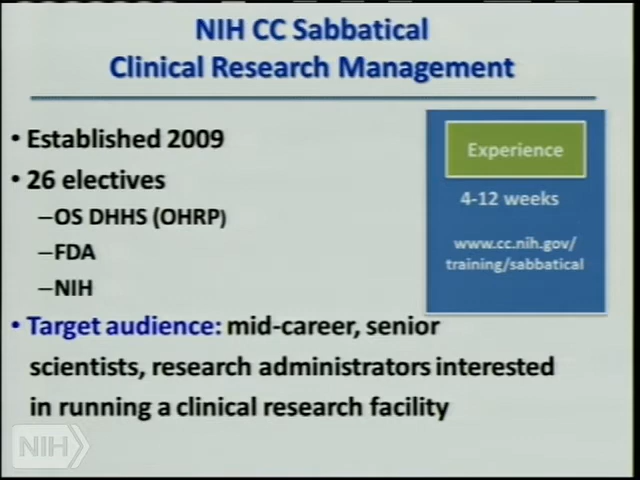 NIH CC Sabbatical
Clinical Research Management
• Established 2009
• 26 electives
–OS DHHS (OHRP)
–FDA
–NIH
• Target audience: mid-career, senior
scientists, research administrators interested
in running a clinical research facility
Experience
4-12 weeks
www.cc.nih.gov/
training/sabbatical
NIH